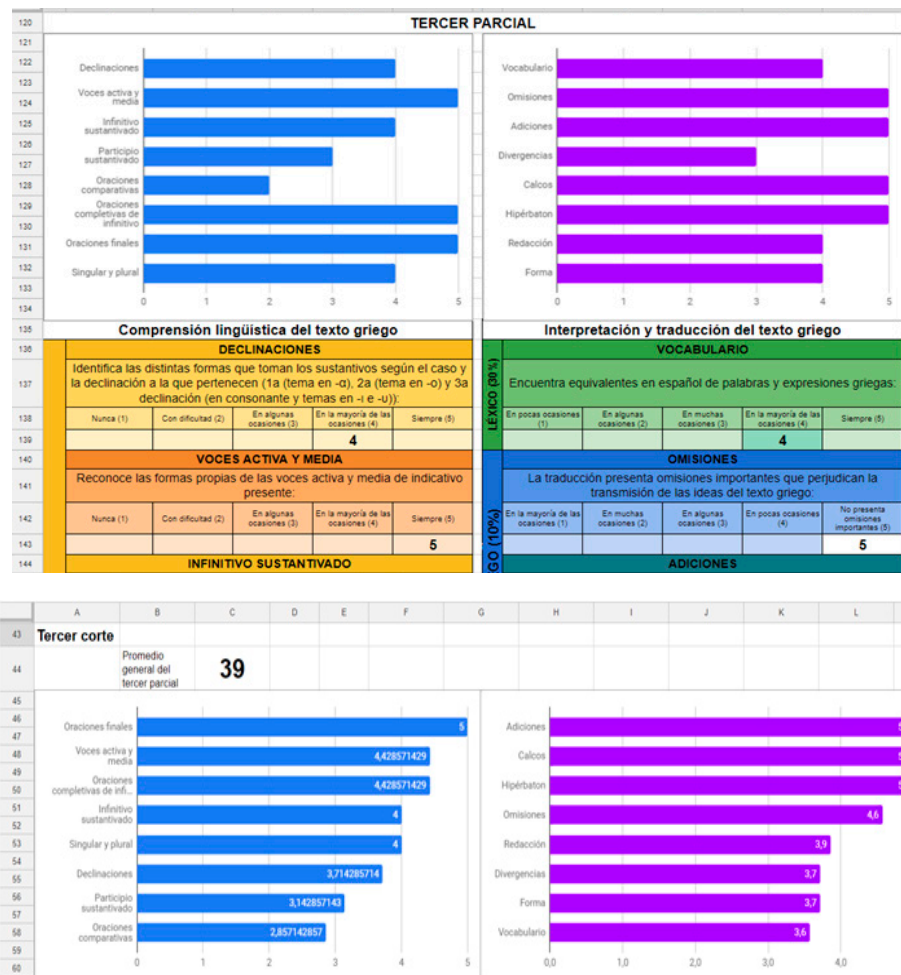 120
TERCER PARCIAL
121
122
123
124
125
126
127
128
129
130
131
132
133
134
Declinaciones
Voces activa y
media
Infinitivo
sustantivado
Participio
sustantivado
Oraciones
comparativas
Oraciones
completivas de
infinitivo
Oraciones finales
Singular y plural
0 1 2 3 4 5
Vocabulario
Omisiones
Adiciones
Divergencias
Calcos
Hipérbaton
Redacción
Forma
0 1 2 3 4 5
135
Comprensión lingüística del texto griego
Interpretación y traducción del texto griego
136
DECLINACIONES
VOCABULARIO
137
Identifica las distintas formas que toman los sustantivos según el caso y
la declinación a la que pertenecen (1a (tema en -α), 2a (tema en -o) y 3a
declinación (en consonante y temas en -ι e -υ)):
LÉXICO (30%)
Encuentra equivalentes en español de palabras y expresiones griegas:
138
Nunca (1)
Con dificultad (2)
En algunas
ocasiones (3)
En la mayoría de las
ocasiones (4)
Siempre (5)
En pocas ocasiones
(1)
En algunas
ocasiones (2)
En muchas
ocasiones (3)
En la mayoría de las
ocasiones (4)
Siempre (5)
139
4
4
140
VOCES ACTIVA Y MEDIA
OMISIONES
141
Reconoce las formas propias de las voces activa y media de indicativo
presente:
La traducción presenta omisiones importantes que perjudican la
transmisión de las ideas del texto griego:
142
Nunca (1)
Con dificultad (2)
En algunas
ocasiones (3)
En la mayoría de las
ocasiones (4)
Siempre (5)
GO (10%)
En la mayoría de las
ocasiones (1)
En muchas
ocasiones (2)
En algunas
ocasiones (3)
En pocas ocasiones
(4)
No presenta
omisiones
importantes (5)
143
5
5
144
INFINITIVO SUSTANTIVADO
ADICIONES
A B C D E F G H I J K L
43
Tercer corte
44
Promedio
general del
tercer parcial
39
45
46
47
48
49
50
51
52
53
54
55
56
57
58
59
60
Oraciones finales
5
Voces activa y
media
4,428571429
Oraciones
completivas de infi...
4,428571429
Infinitivo
sustantivado
4
Singular y plural
4
Declinaciones
3,714285714
Participio
sustantivado
3,142857143
Oraciones
comparativas
2,857142857
0 1 2 3 4 5
Adiciones
5
Calcos
5
Hipérbaton
5
Omisiones
4,6
Redacción
3,9
Divergencias
3,7
Forma
3,7
Vocabulario
3,6
0,0 1,0 2,0 3,0 4,0